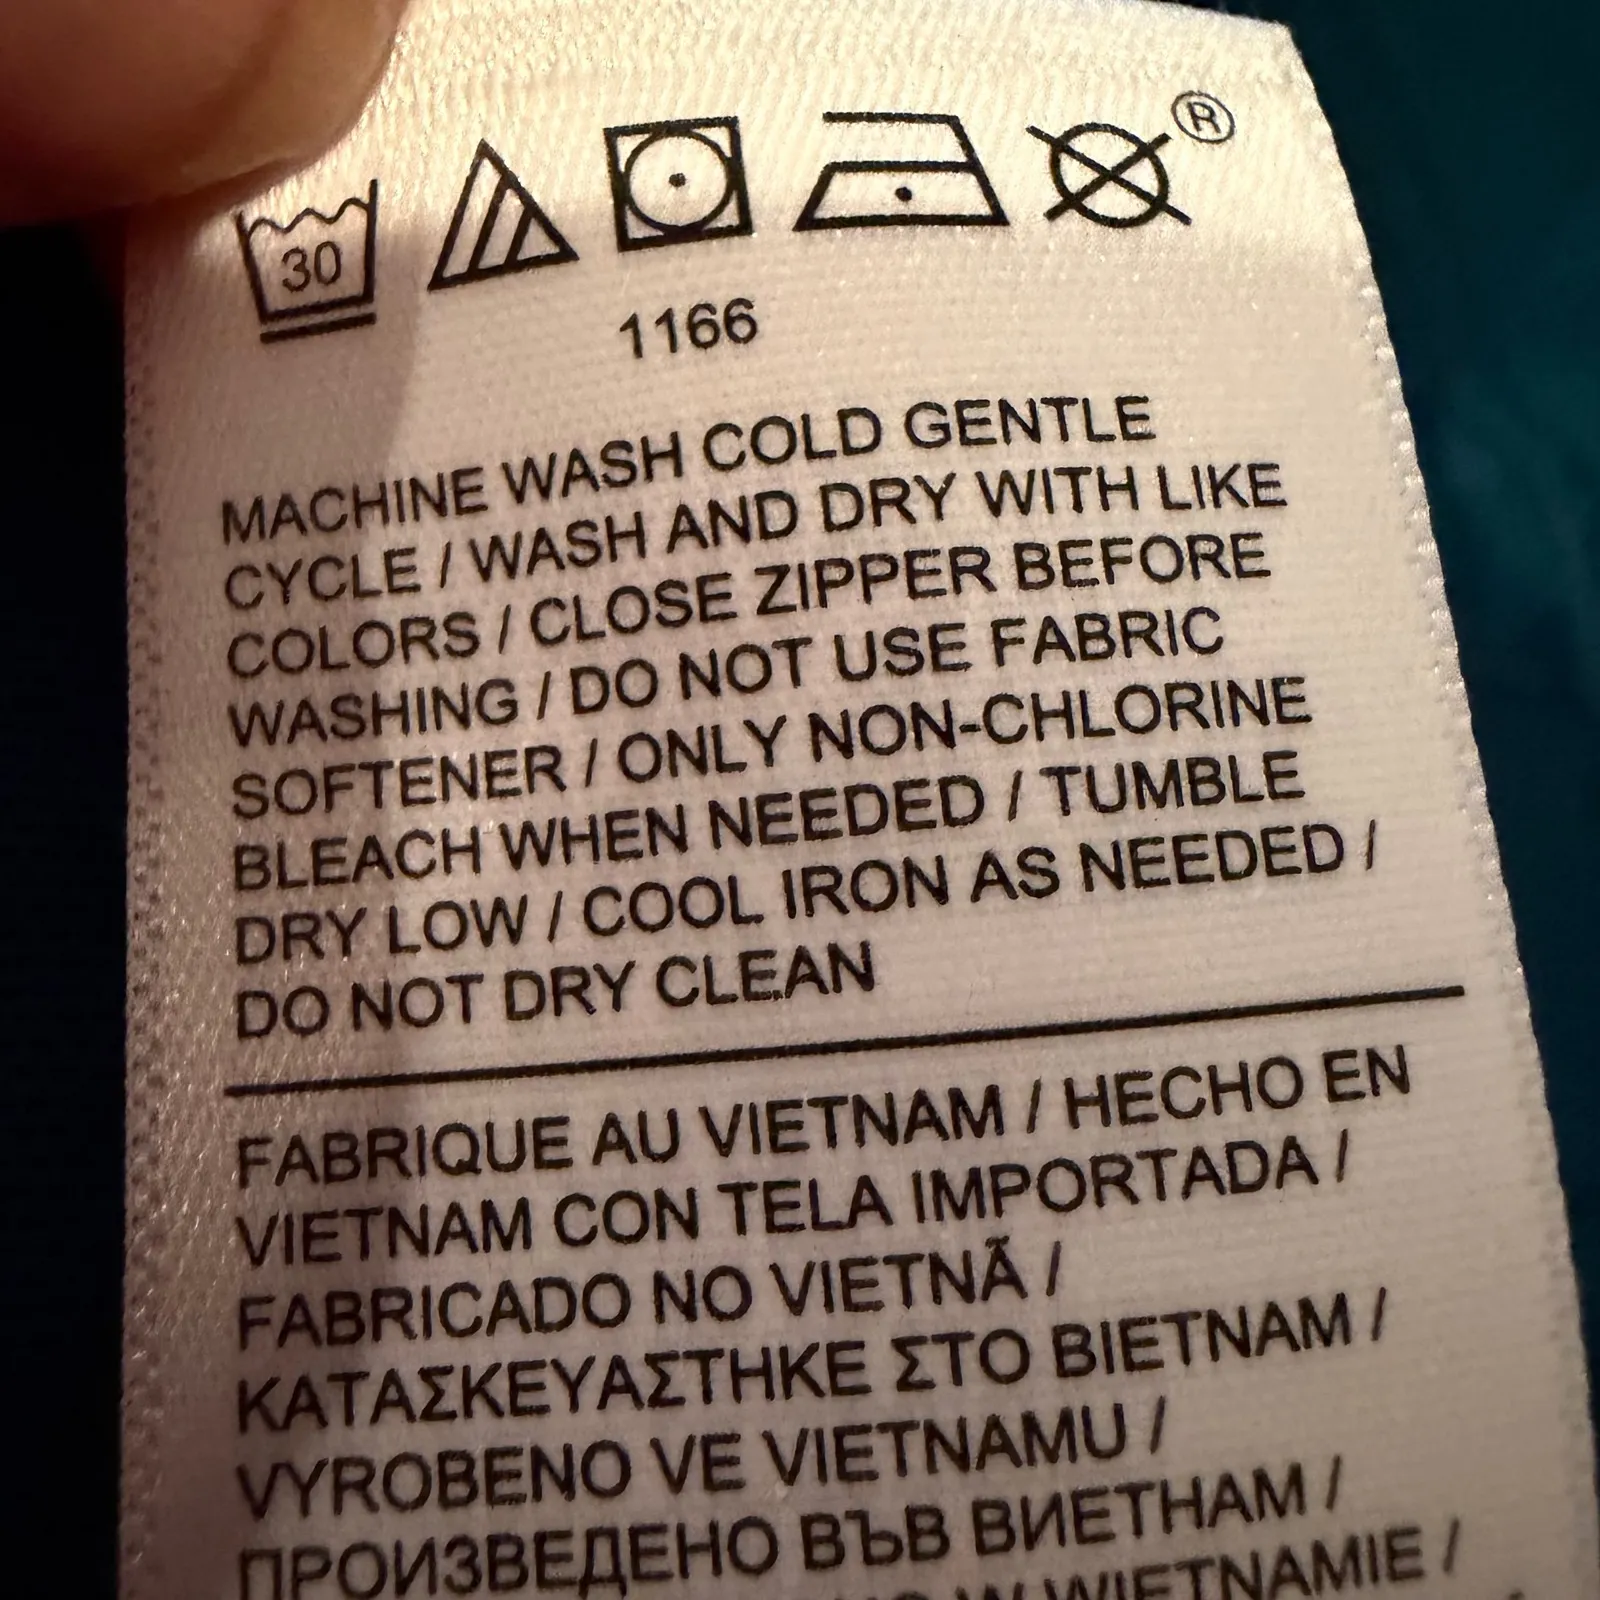 30
®
1166
MACHINE WASH COLD GENTLE
CYCLE / WASH AND DRY WITH LIKE
COLORS / CLOSE ZIPPER BEFORE
WASHING / DO NOT USE FABRIC
SOFTENER / ONLY NON-CHLORINE
BLEACH WHEN NEEDED / TUMBLE
DRY LOW / COOL IRON AS NEEDED /
DO NOT DRY CLEAN
FABRIQUE AU VIETNAM / HECHO EN
VIETNAM CON TELA IMPORTADA /
FABRICADO NO VIETNÃ /
ΚΑΤΑΣΚΕΥΑΣΤΗΚΕ ΣΤΟ ΒΙΕΤΝΑΜ /
VYROBENO VE VIETNAMU /
ПРОИЗВЕДЕНО ВЪВ ВИЕТНАМ /
W WIETNAMIE /